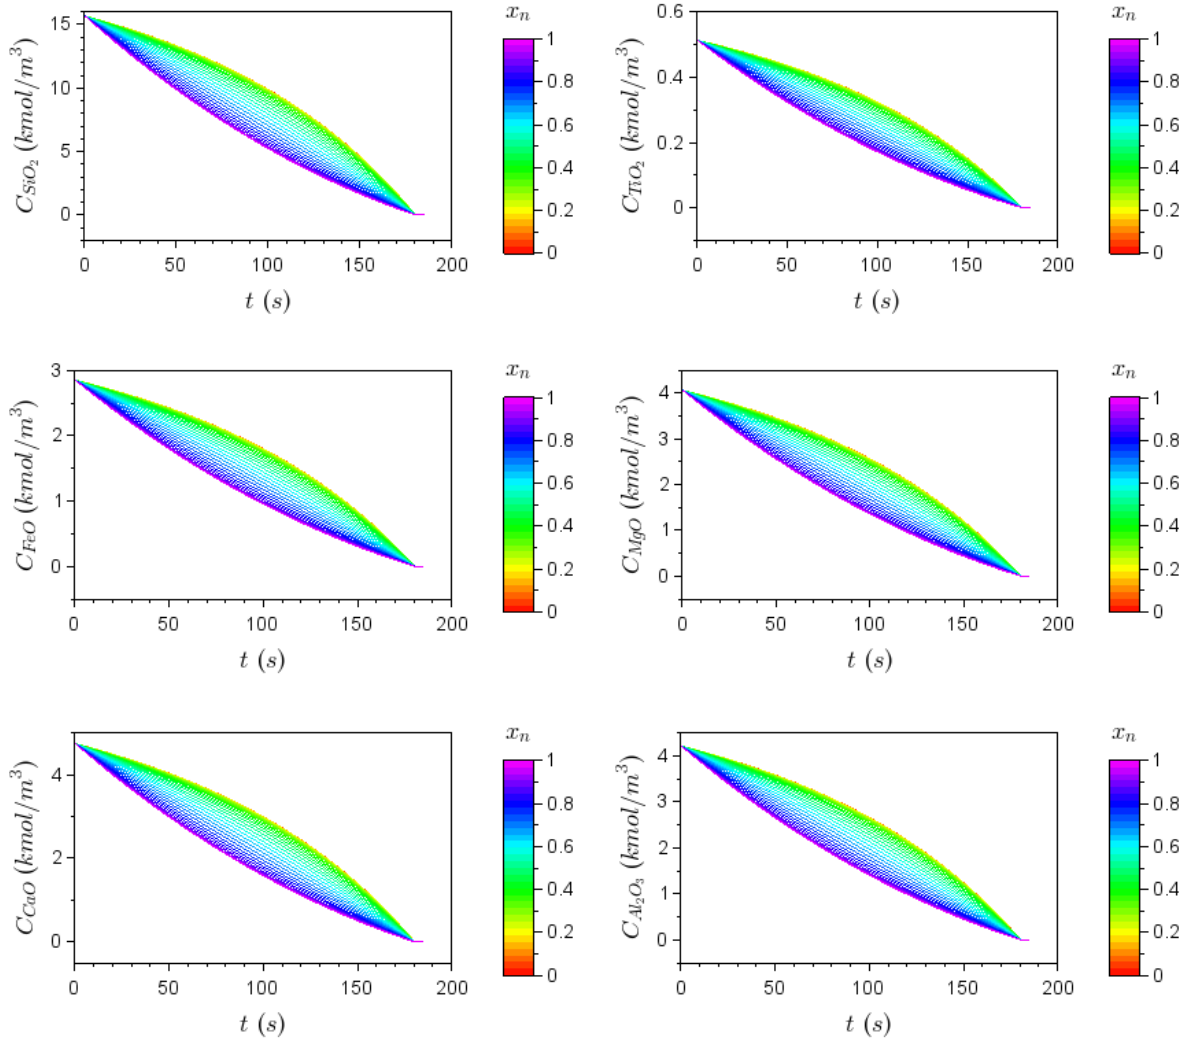 C_{SiO_2} (kmol/m^3)
15
10
5
0
0 50 100 150 200
t (s)
x_n
1
0.8
0.6
0.4
0.2
0
C_{TiO_2} (kmol/m^3)
0.6
0.4
0.2
0
0 50 100 150 200
t (s)
x_n
1
0.8
0.6
0.4
0.2
0
C_{FeO} (kmol/m^3)
3
2
1
0
0 50 100 150 200
t (s)
x_n
1
0.8
0.6
0.4
0.2
0
C_{MgO} (kmol/m^3)
4
3
2
1
0
0 50 100 150 200
t (s)
x_n
1
0.8
0.6
0.4
0.2
0
C_{CaO} (kmol/m^3)
4
2
0
0 50 100 150 200
t (s)
x_n
1
0.8
0.6
0.4
0.2
0
C_{Al_2O_3} (kmol/m^3)
4
3
2
1
0
0 50 100 150 200
t (s)
x_n
1
0.8
0.6
0.4
0.2
0